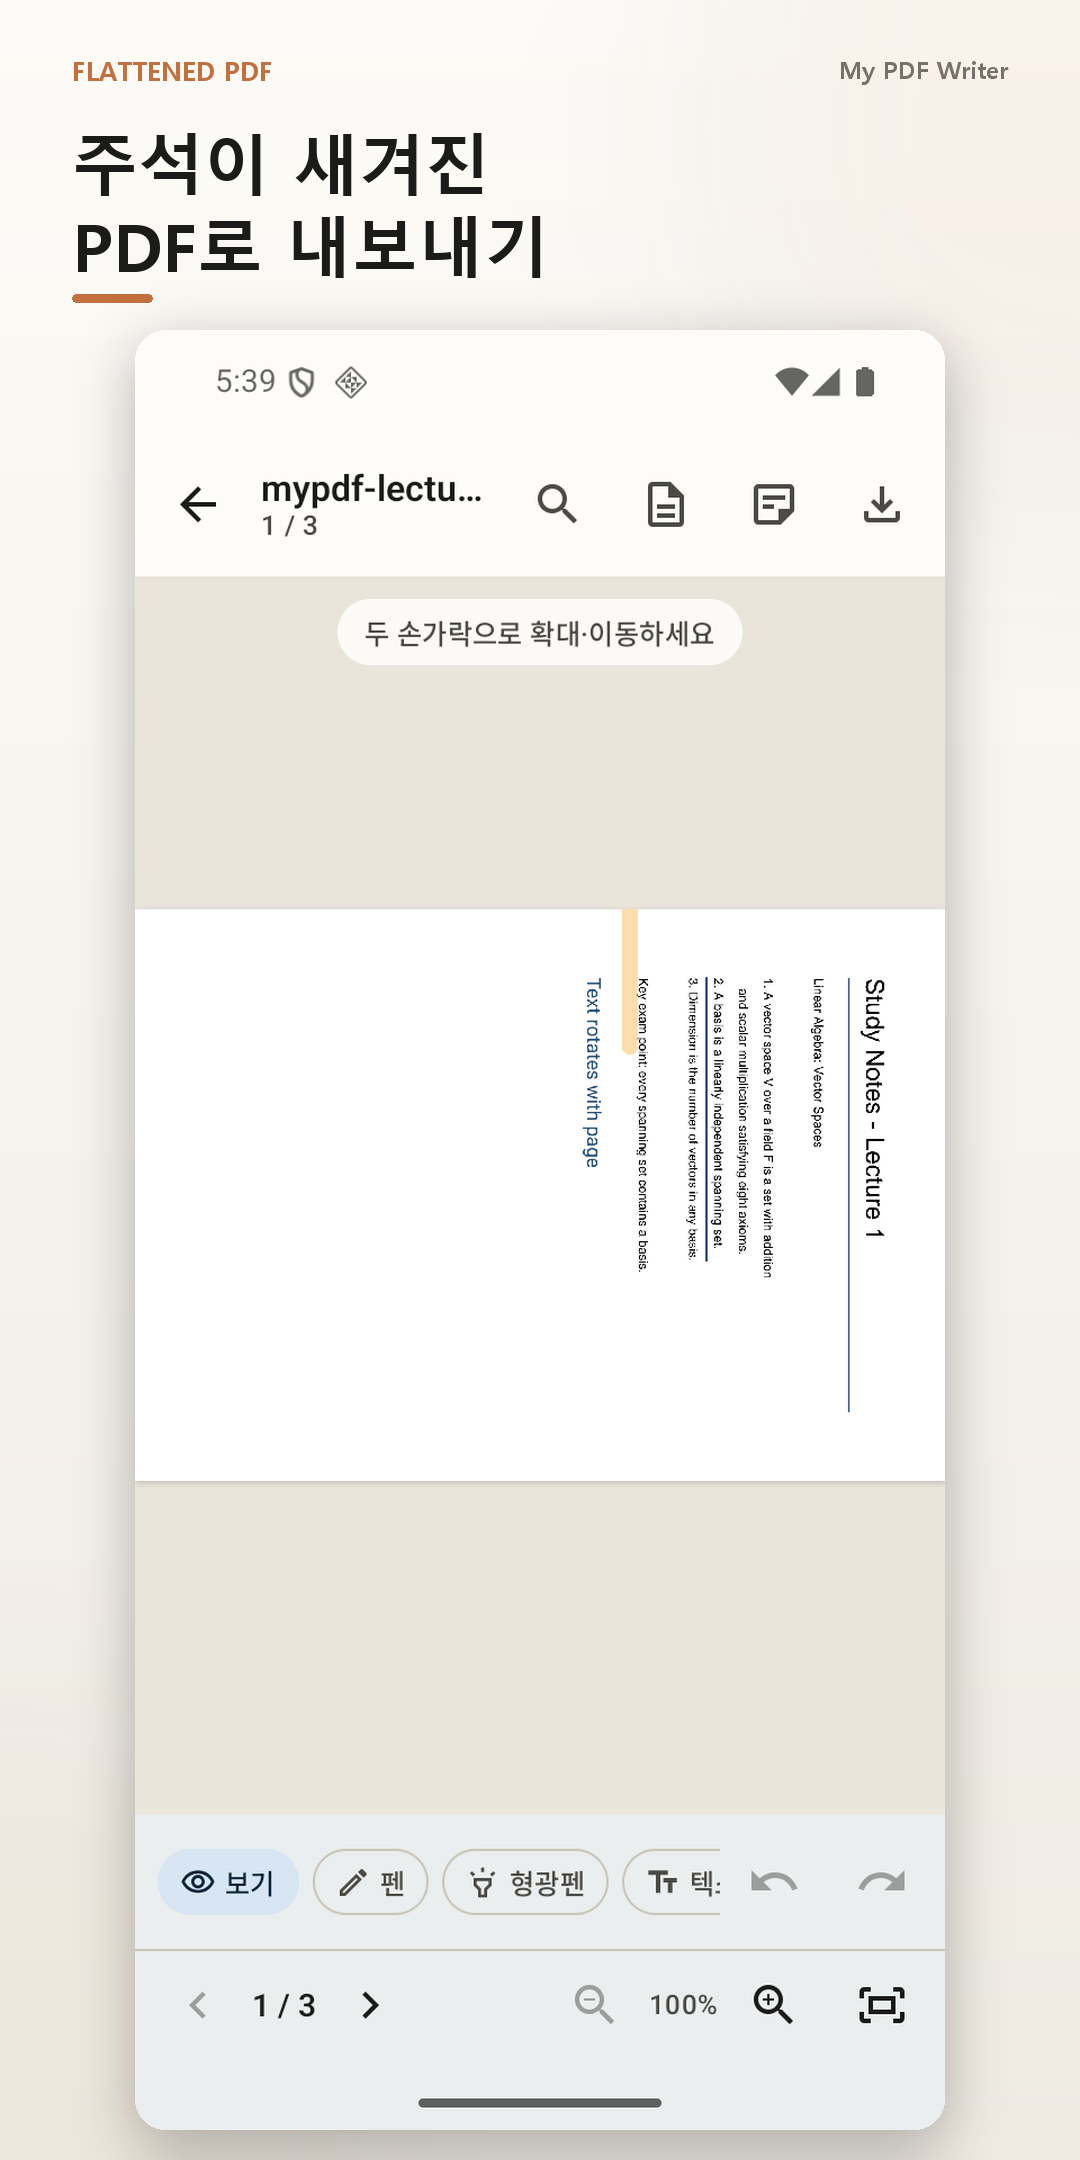 FLATTENED PDF
My PDF Writer
주석이 새겨진
PDF로 내보내기
5:39
mypdf-lectu...
1 / 3
두 손가락으로 확대·이동하세요
Study Notes - Lecture 1
Linear Algebra: Vector Spaces
1. A vector space V over a field F is a set with addition
and scalar multiplication satisfying eight axioms.
2. A basis is a linearly independent spanning set.
3. Dimension is the number of vectors in any basis.
Key exam point: every spanning set contains a basis.
Text rotates with page
보기
펜
형광펜
1 / 3
100%